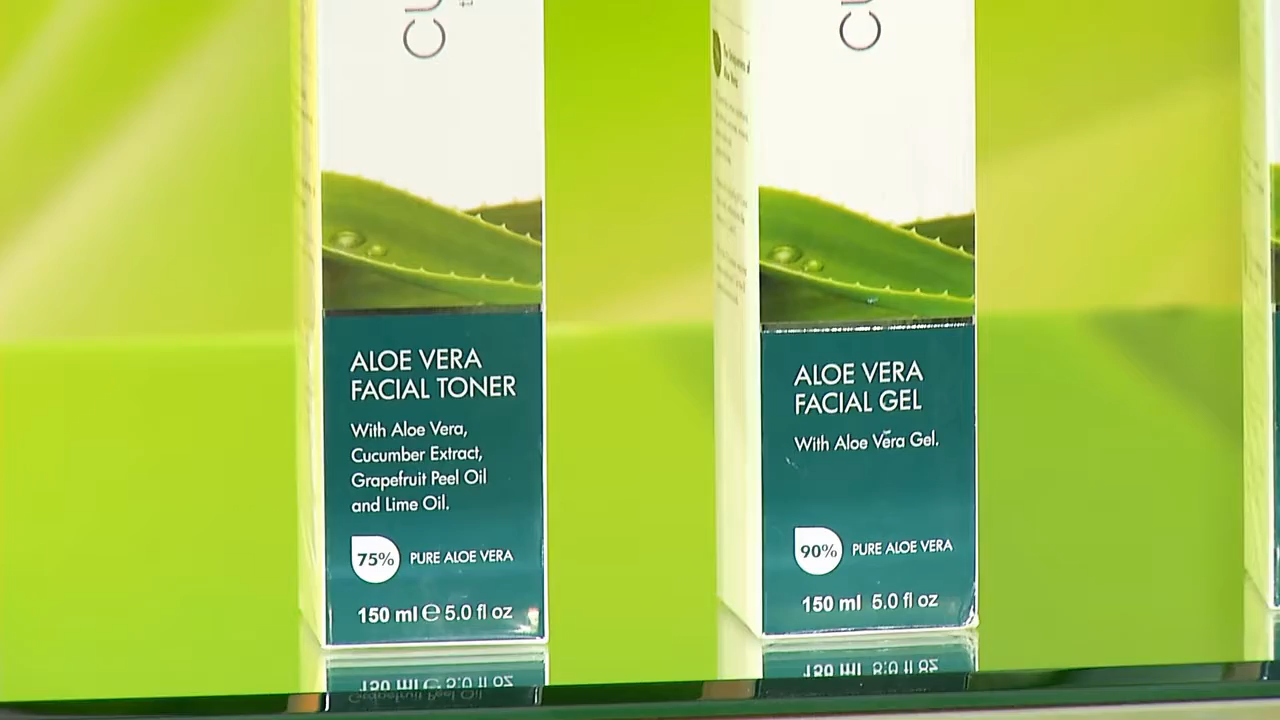 CU
ALOE VERA
FACIAL TONER
With Aloe Vera,
Cucumber Extract,
Grapefruit Peel Oil
and Lime Oil.
75% PURE ALOE VERA
150 ml ℮ 5.0 fl oz
CU
ALOE VERA
FACIAL GEL
With Aloe Vera Gel.
90% PURE ALOE VERA
150 ml 5.0 fl oz